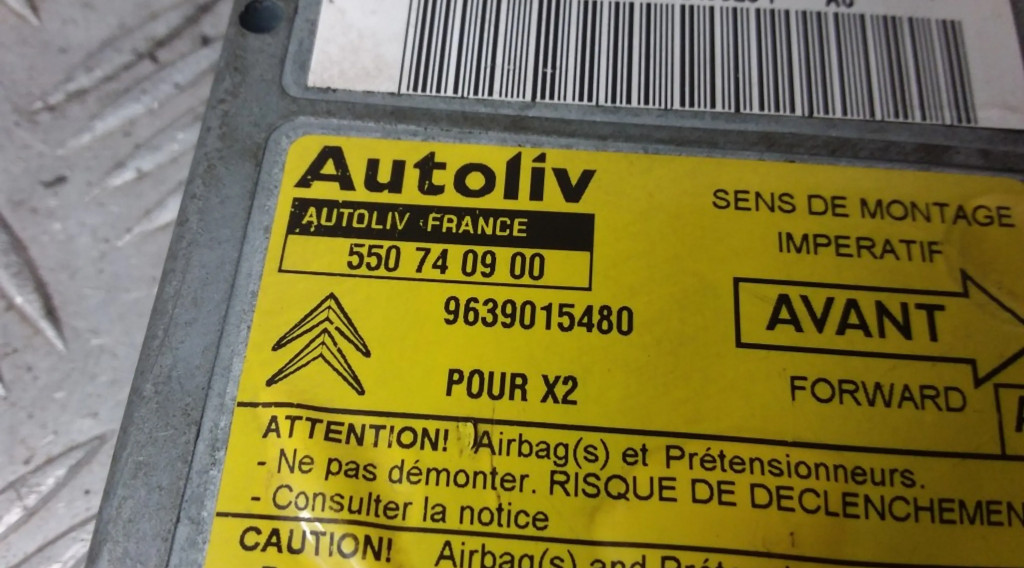 Autoliv
AUTOLIV FRANCE
550 74 09 00
9639015480
POUR X2
SENS DE MONTAGE
IMPERATIF
AVANT
FORWARD
ATTENTION! Airbag(s) et Prétensionneurs.
- Ne pas démonter. RISQUE DE DECLENCHEMEN
- Consulter la notice
CAUTION! Airbag(s) and